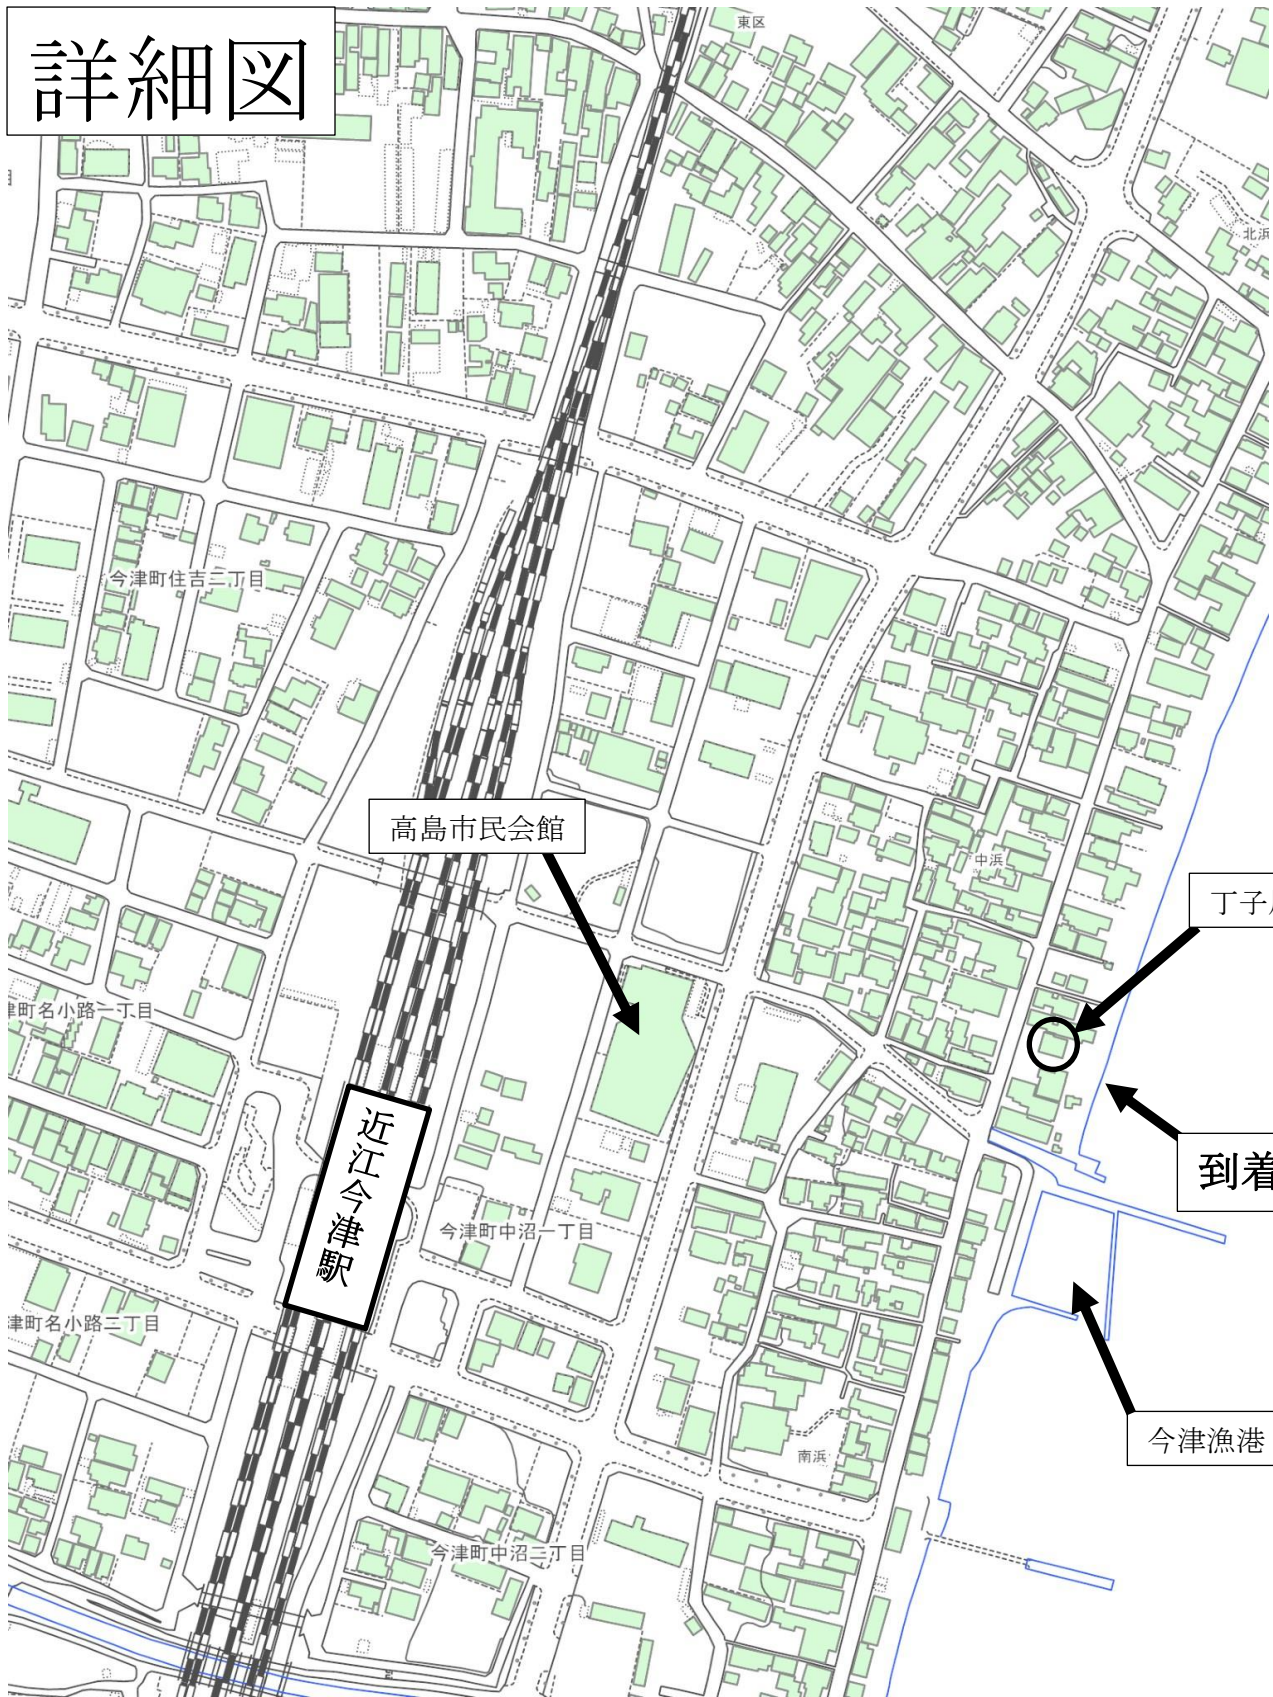 詳細図
東区
北浜
今津町住吉二丁目
高島市民会館
中浜
丁子
津町名小路一丁目
到着
近江今津駅
今津町中沼一丁目
津町名小路二丁目
今津漁港
南浜
今津町中沼二丁目